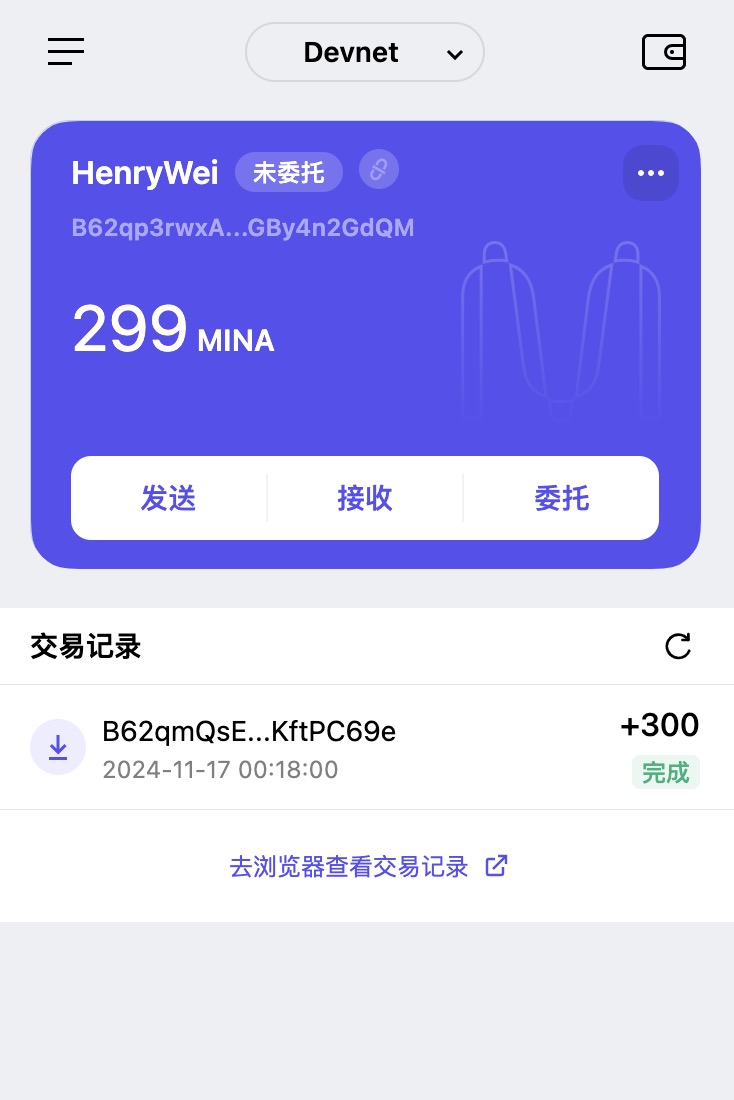 Devnet
HenryWei 未委托
B62qp3rwxA...GBy4n2GdQM
299 MINA
发送 接收 委托
交易记录
B62qmQsE...KftPC69e +300
2024-11-17 00:18:00 完成
去浏览器查看交易记录